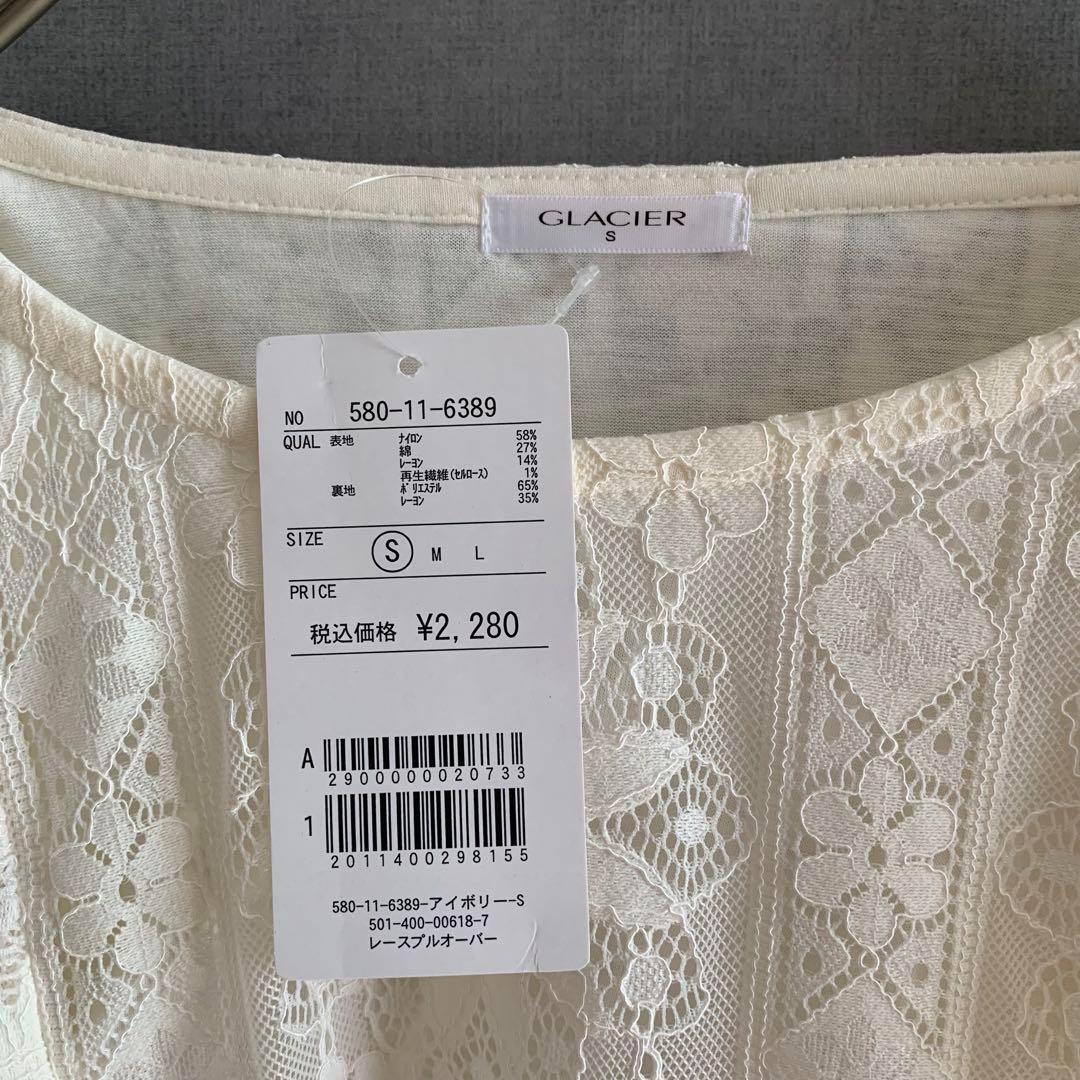 GLACIER
S
NO 580-11-6389
QUAL 表地 ナイロン 58%
綿 27%
レーヨン 14%
再生繊維(セルロース) 1%
裏地 ポリエステル 65%
レーヨン 35%
SIZE S M L
PRICE
税込価格 ¥2,280
A
2900000020733
1
2011400298155
580-11-6389-アイボリー-S
501-400-00618-7
レースプルオーバー